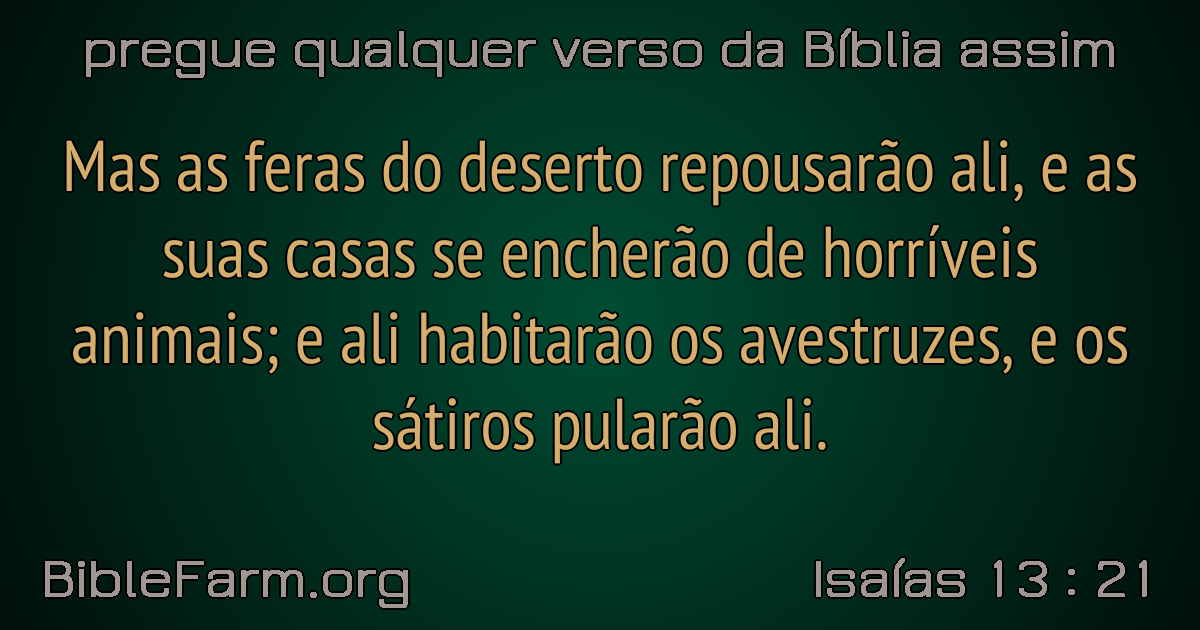 pregue qualquer verso da Bíblia assim
Mas as feras do deserto repousarão ali, e as
suas casas se encherão de horríveis
animais; e ali habitarão os avestruzes, e os
sátiros pularão ali.
BibleFarm.org
Isaías 13 : 21